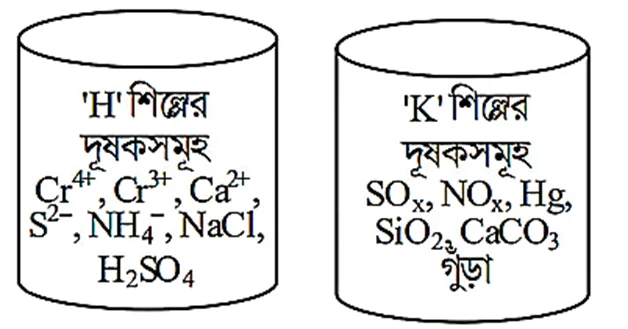 'H' শিল্পের
দূষকসমূহ
Cr⁴⁺, Cr³⁺, Ca²⁺,
S²⁻, NH₄⁻, NaCl,
H₂SO₄
'K' শিল্পের
দূষকসমূহ
SOₓ, NOₓ, Hg,
SiO₂, CaCO₃
গুঁড়া